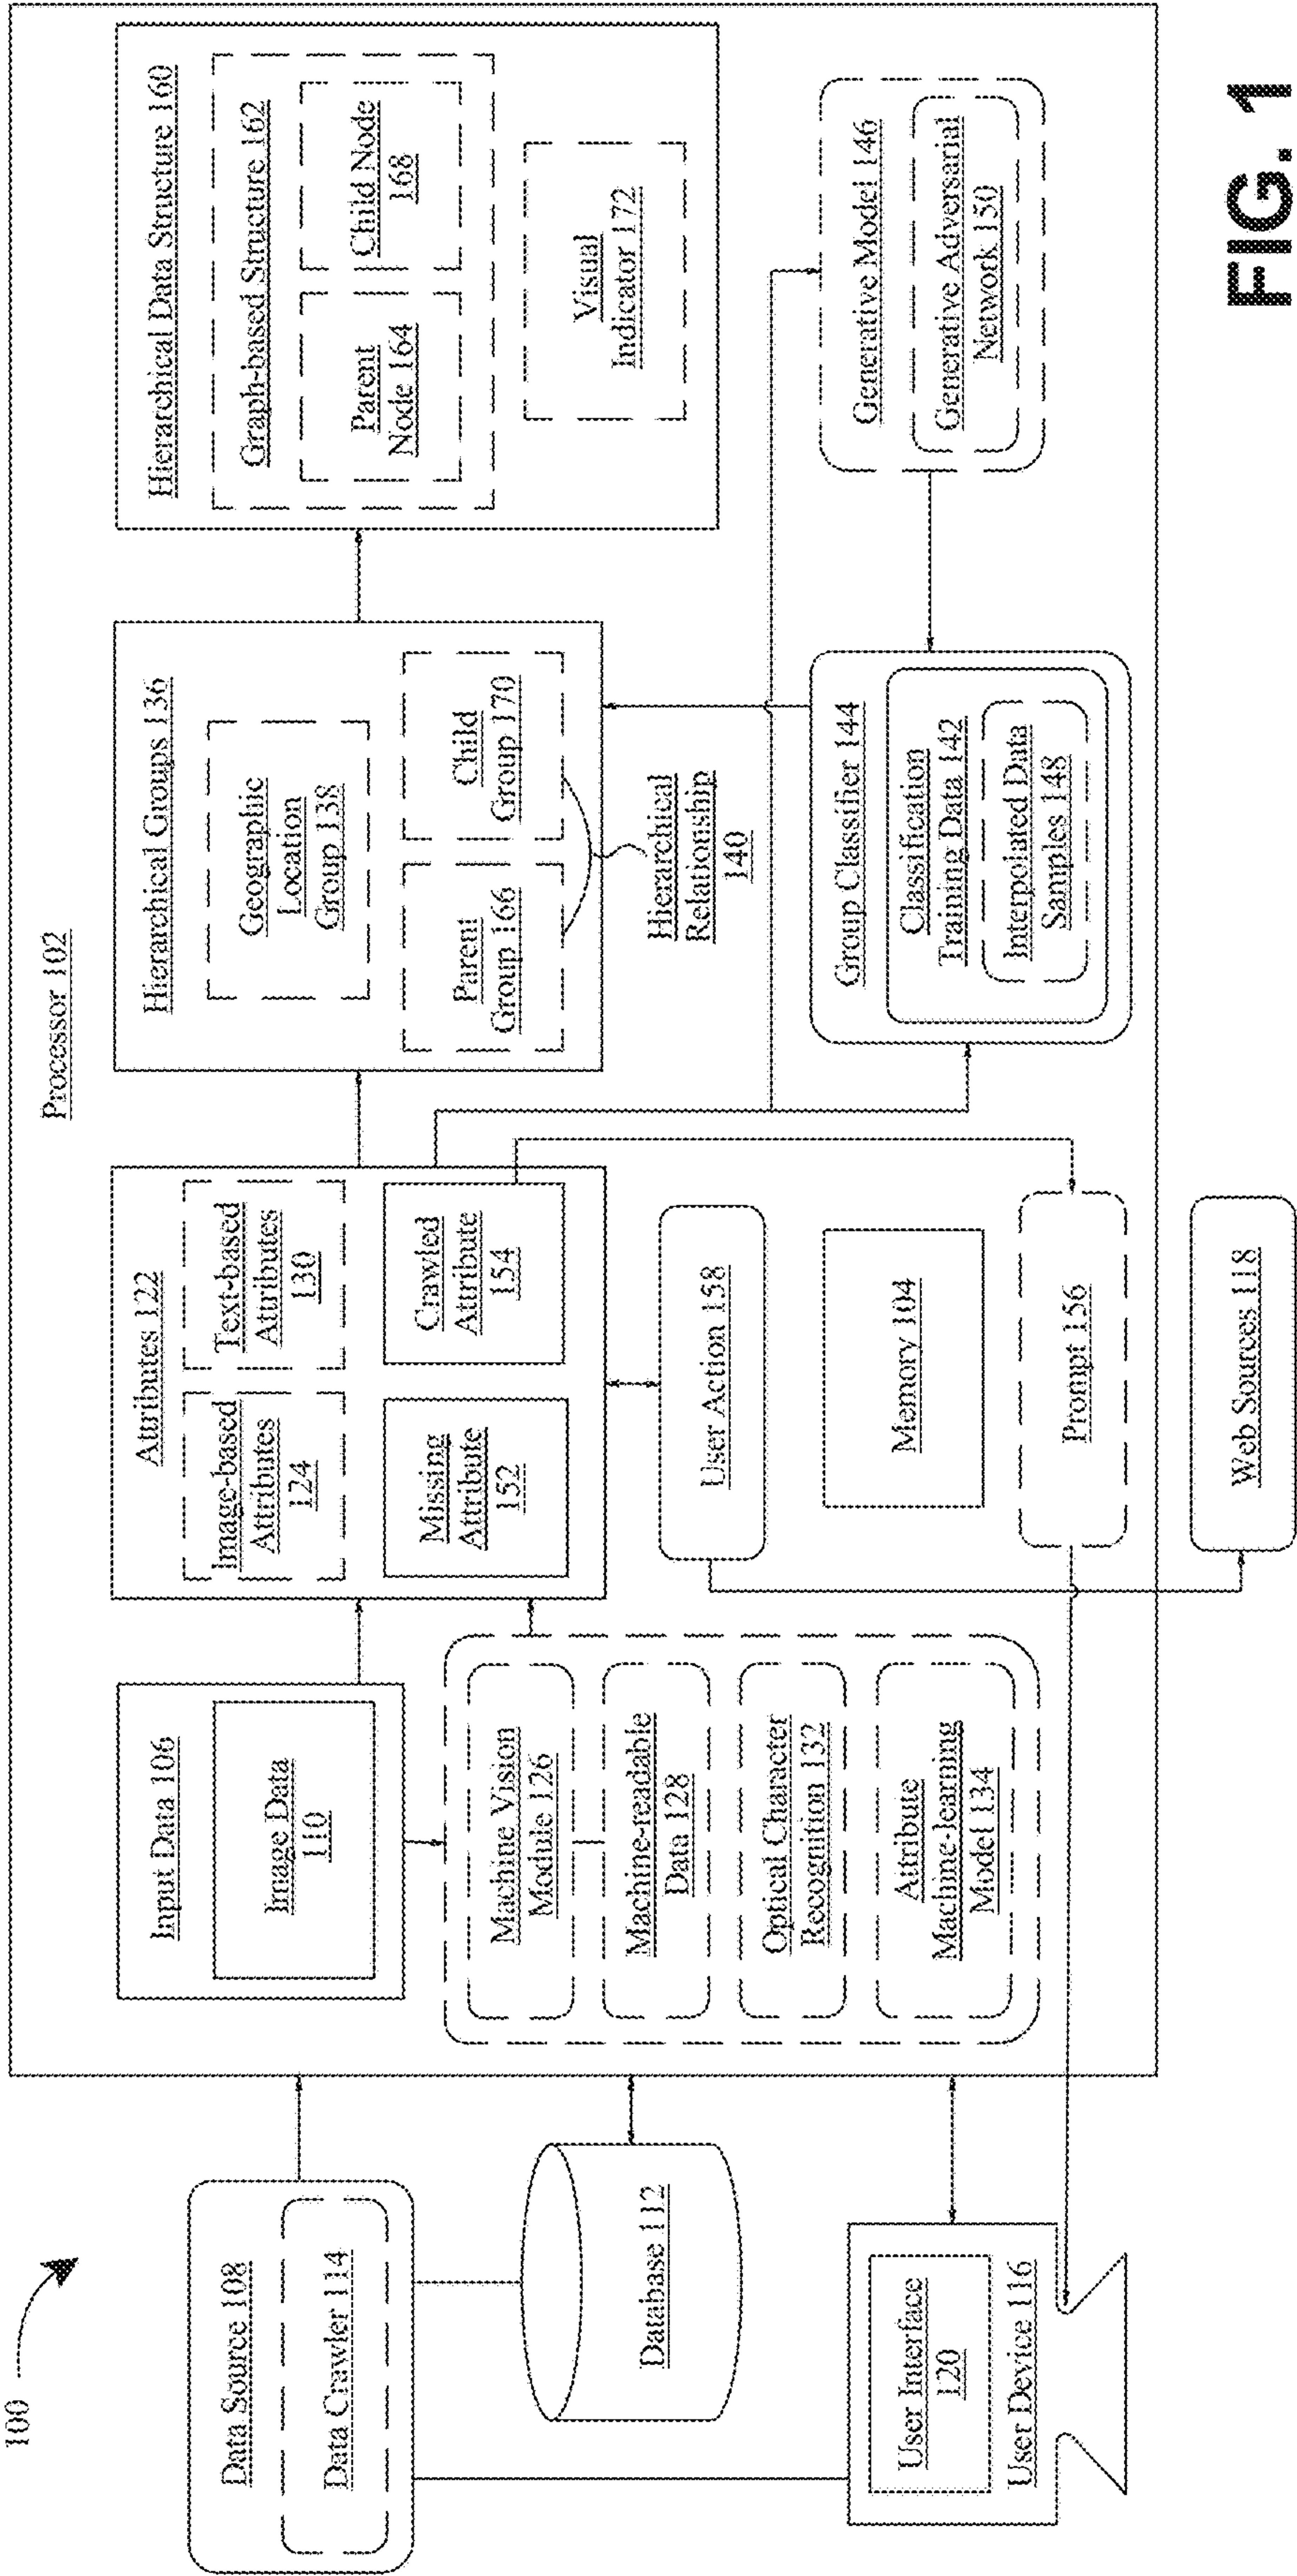 100
Processor 102
Data Source 108
Data Crawler 114
Database 112
User Interface
120
User Device 116
Input Data 106
Image Data
110
Machine Vision
Module 126
Machine-readable
Data 128
Optical Character
Recognition 132
Attribute
Machine-learning
Model 134
Attributes 122
Image-based
Attributes
124
Text-based
Attributes
130
Missing
Attribute
152
Crawled
Attribute
154
User Action 158
Memory 104
Prompt 156
Web Sources 118
Hierarchical Groups 136
Geographic
Location
Group 138
Parent
Group 166
Child
Group 170
Hierarchical
Relationship
140
Group Classifier 144
Classification
Training Data 142
Interpolated Data
Samples 148
Hierarchical Data Structure 160
Graph-based Structure 162
Parent
Node 164
Child Node
168
Visual
Indicator 172
Generative Model 146
Generative Adversarial
Network 150
FIG. 1